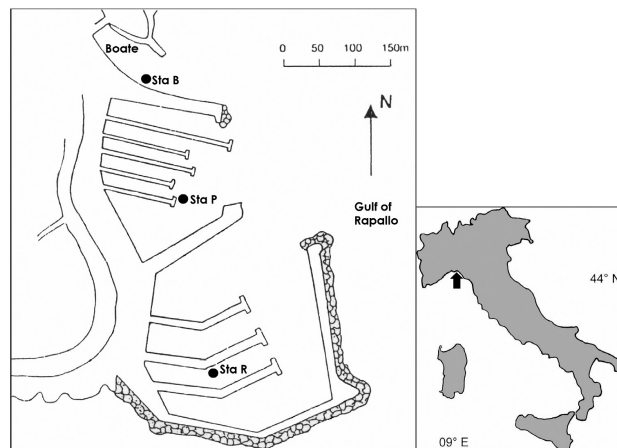 Boate
Sta B
0 50 100 150m
N
Sta P
Gulf of
Rapallo
Sta R
44° N
09° E